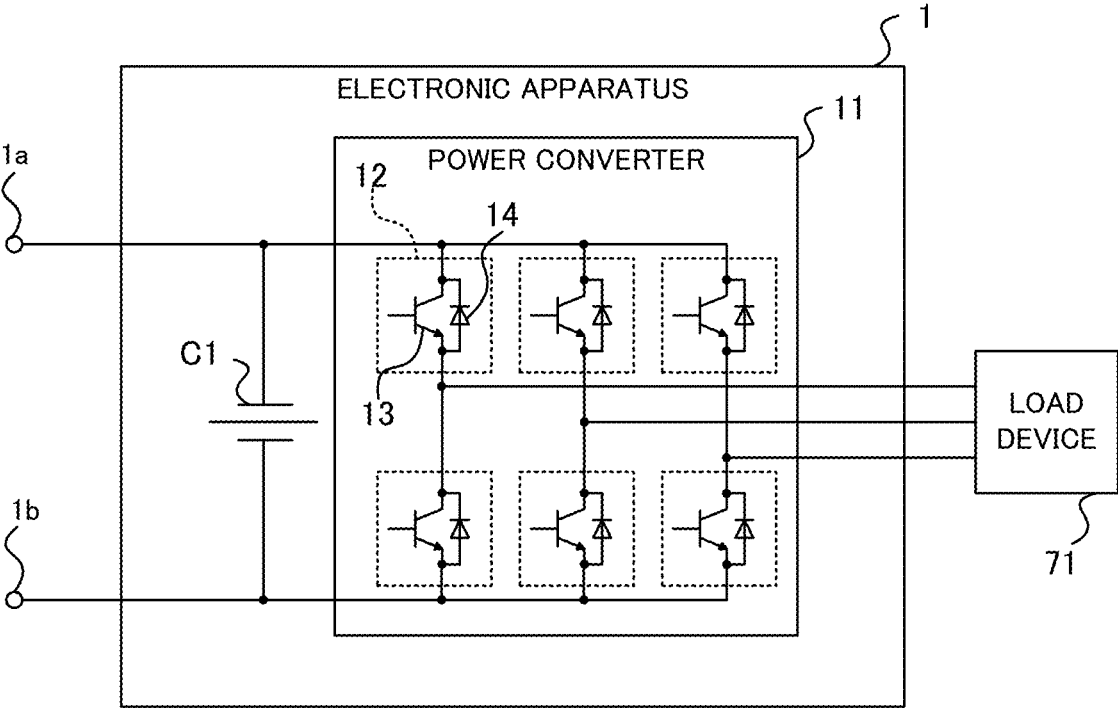 1
ELECTRONIC APPARATUS
11
1a
POWER CONVERTER
12
14
C1
13
LOAD
DEVICE
1b
71